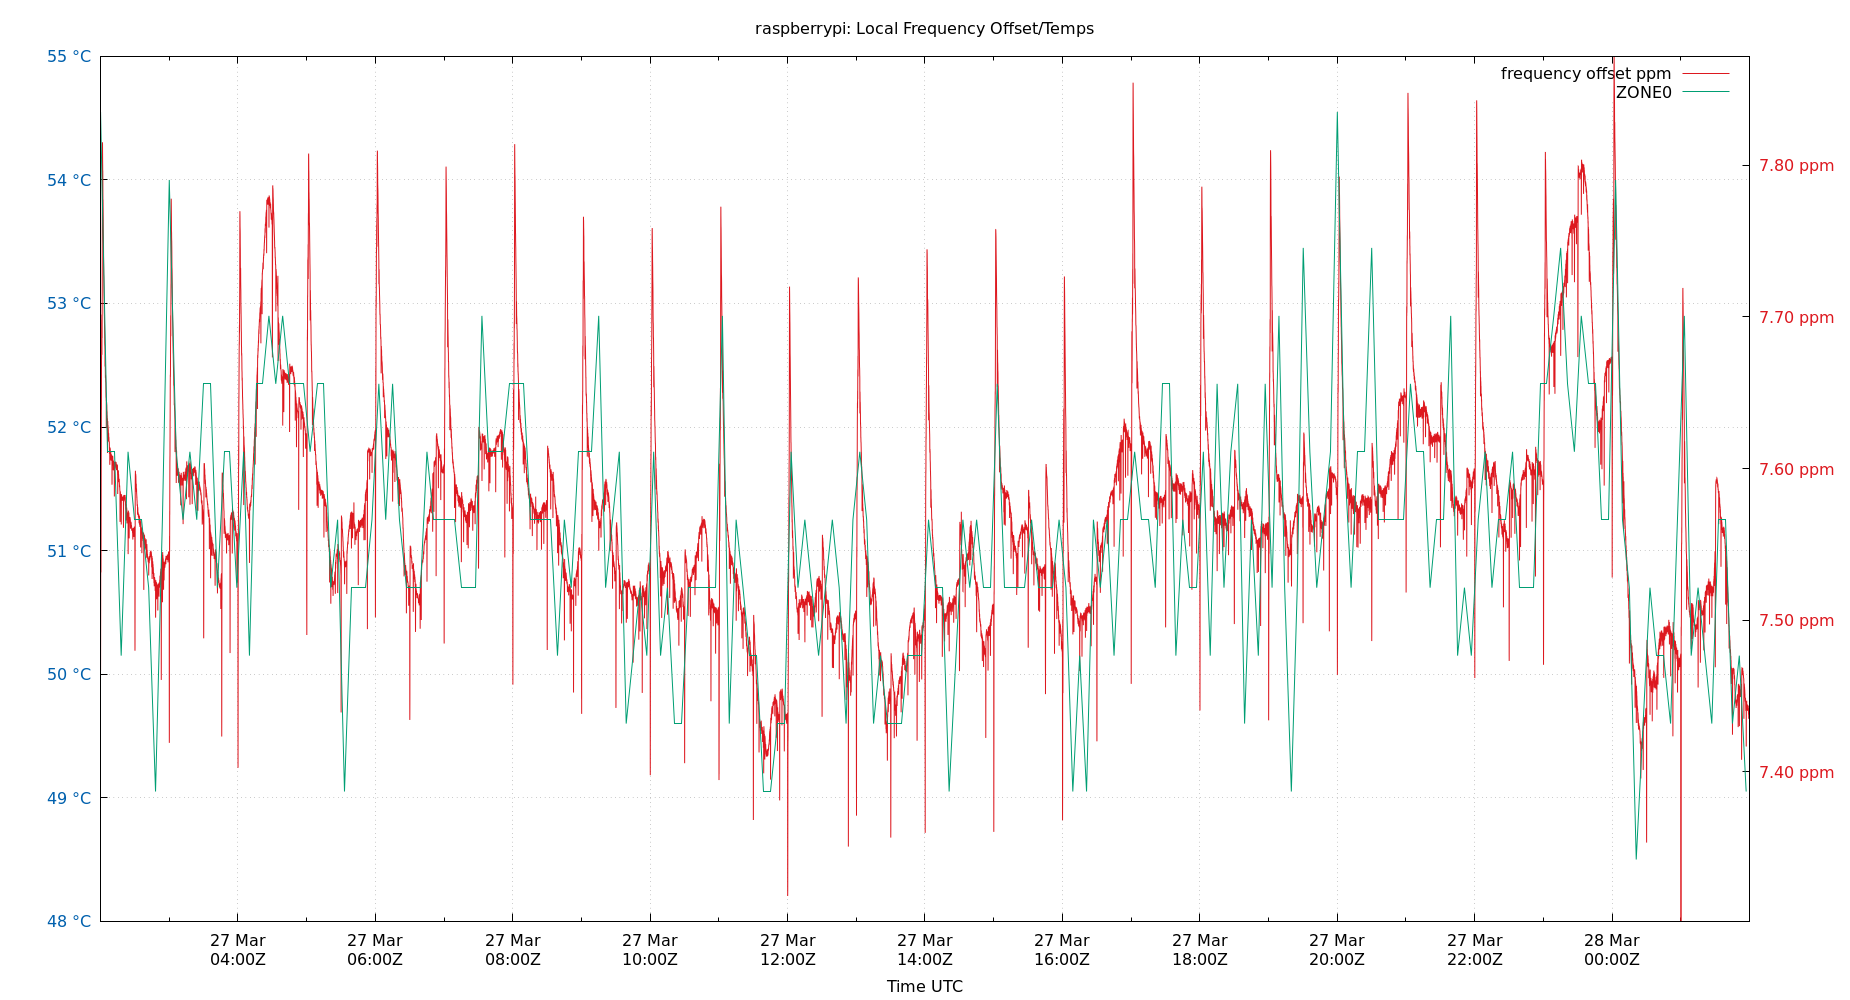 raspberrypi: Local Frequency Offset/Temps
55 °C
54 °C
53 °C
52 °C
51 °C
50 °C
49 °C
48 °C
frequency offset ppm
ZONE0
7.80 ppm
7.70 ppm
7.60 ppm
7.50 ppm
7.40 ppm
27 Mar
04:00Z
27 Mar
06:00Z
27 Mar
08:00Z
27 Mar
10:00Z
27 Mar
12:00Z
27 Mar
14:00Z
27 Mar
16:00Z
27 Mar
18:00Z
27 Mar
20:00Z
27 Mar
22:00Z
28 Mar
00:00Z
Time UTC